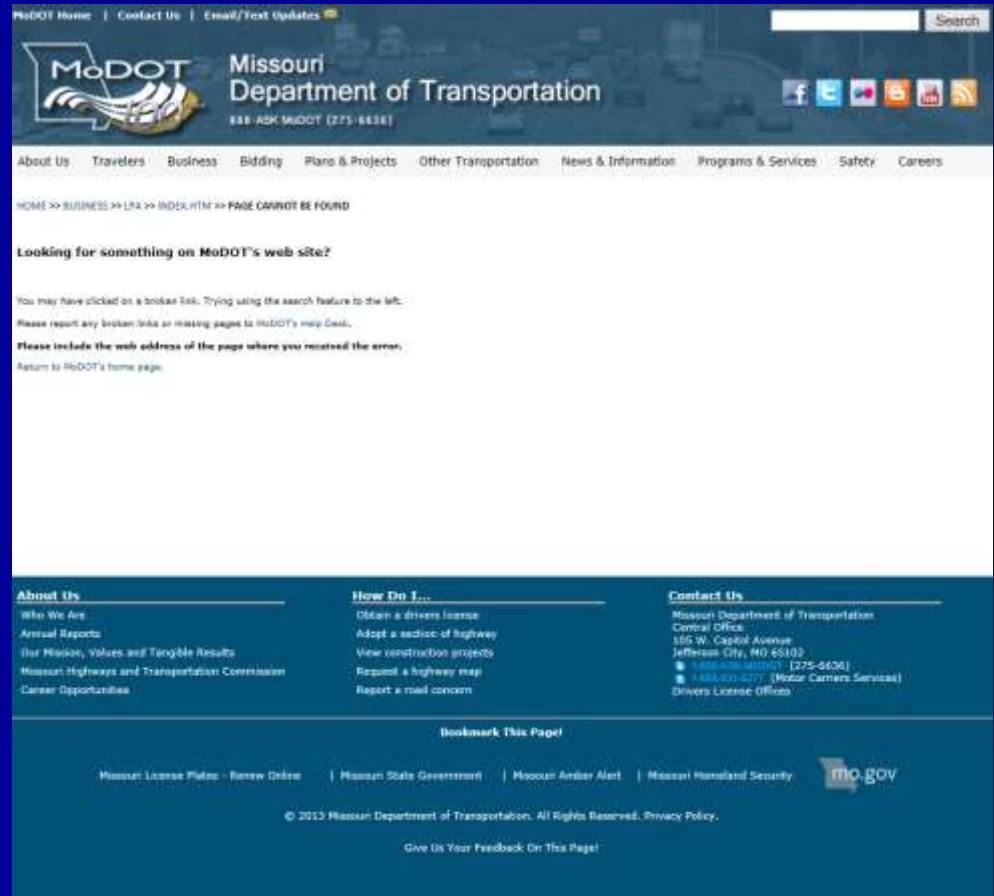 MoDOT Home | Contact Us | Email/Text Updates
Search
MoDOT
Missouri
Department of Transportation
888 ASK MoDOT (275-6636)
About Us Travelers Business Bidding Plans & Projects Other Transportation News & Information Programs & Services Safety Careers
HOME >> BUSINESS >> LPA >> INDEX.HTM >> PAGE CANNOT BE FOUND
Looking for something on MoDOT's web site?
You may have clicked on a broken link. Trying using the search feature to the left.
Please report any broken links or missing pages to MoDOT's Help Desk.
Please include the web address of the page where you received the error.
Return to MoDOT's home page.
About Us
Who We Are
Annual Reports
Our Mission, Values and Tangible Results
Missouri Highways and Transportation Commission
Career Opportunities
How Do I...
Obtain a drivers license
Adopt a section of highway
View construction projects
Request a highway map
Report a road concern
Contact Us
Missouri Department of Transportation
Central Office
105 W. Capitol Avenue
Jefferson City, MO 65102
1-888-ASK-MODOT (275-6636)
(Motor Carriers Services)
Drivers License Offices
Bookmark This Page!
Missouri License Plates - Renew Online | Missouri State Government | Missouri Amber Alert | Missouri Homeland Security
mo.gov
© 2013 Missouri Department of Transportation. All Rights Reserved. Privacy Policy.
Give Us Your Feedback On This Page!